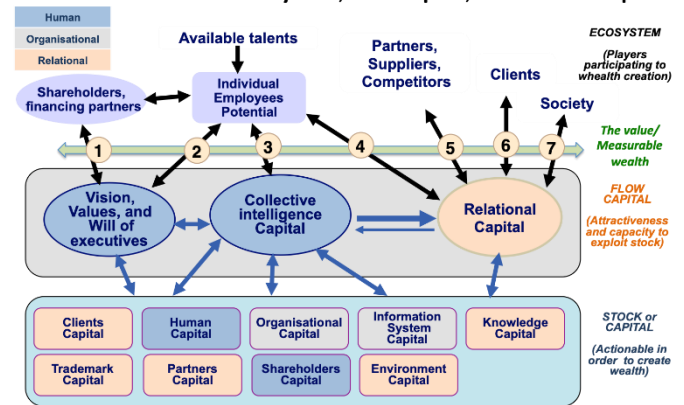 Human
Organisational
Relational
Available talents
Partners,
Suppliers,
Competitors
Clients
Society
ECOSYSTEM
(Players
participating to
whealth creation)
Shareholders,
financing partners
Individual
Employees
Potential
1
2
3
4
5
6
7
The value/
Measurable
wealth
Vision,
Values, and
Will of
executives
Collective
intelligence
Capital
Relational
Capital
FLOW
CAPITAL
(Attractiveness
and capacity to
exploit stock)
Clients
Capital
Human
Capital
Organisational
Capital
Information
System
Capital
Knowledge
Capital
Trademark
Capital
Partners
Capital
Shareholders
Capital
Environment
Capital
STOCK or
CAPITAL
(Actionable in
order to create
wealth)